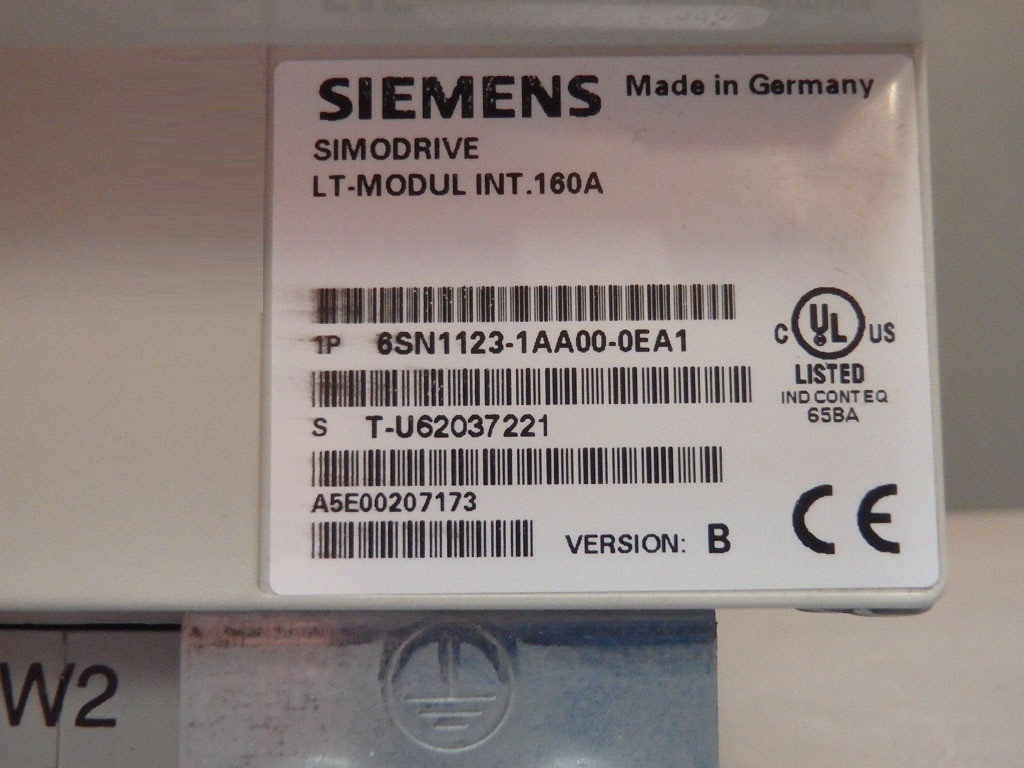 SIEMENS Made in Germany
SIMODRIVE
LT-MODUL INT.160A
1P 6SN1123-1AA00-0EA1
S T-U62037221
A5E00207173
VERSION: B
C UL US
LISTED
IND CONT EQ
65BA
CE
W2